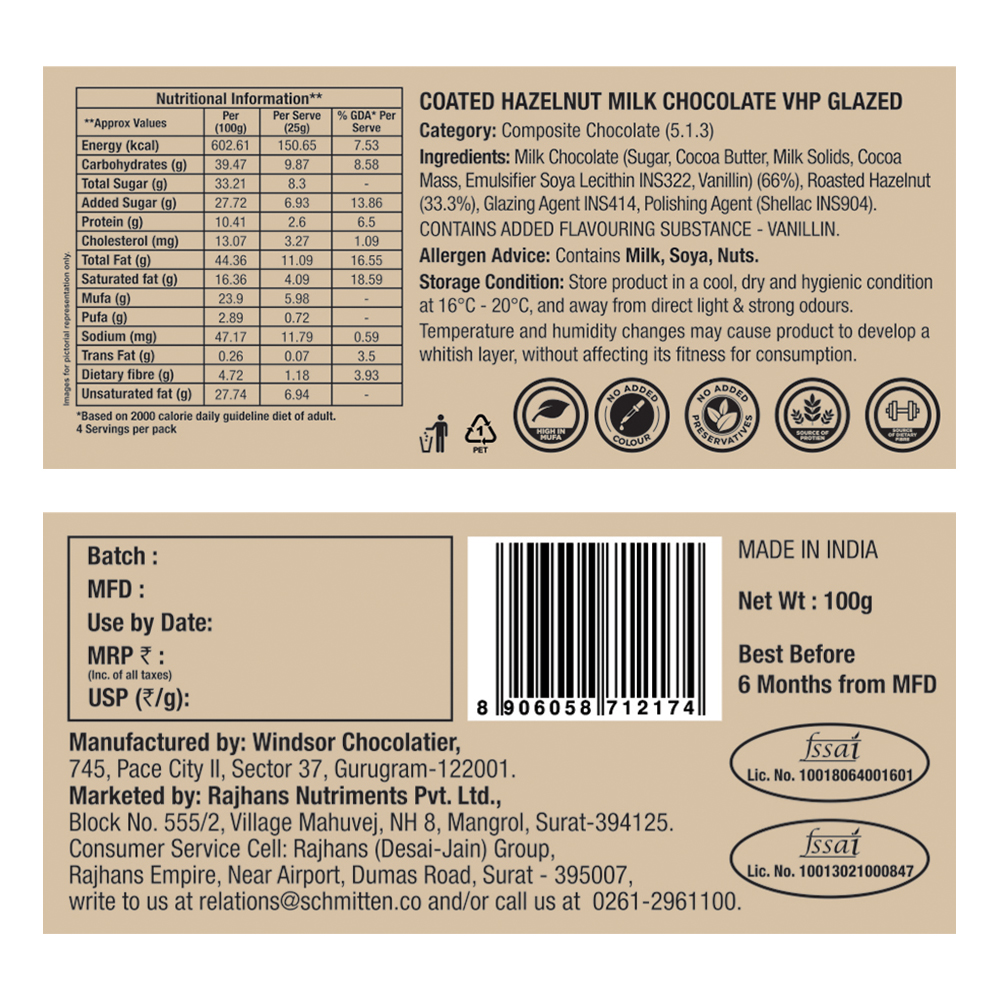 Nutritional Information**
**Approx Values Per (100g) Per Serve (25g) % GDA* Per Serve
Energy (kcal) 602.61 150.65 7.53
Carbohydrates (g) 39.47 9.87 8.58
Total Sugar (g) 33.21 8.3 -
Added Sugar (g) 27.72 6.93 13.86
Protein (g) 10.41 2.6 6.5
Cholesterol (mg) 13.07 3.27 1.09
Total Fat (g) 44.36 11.09 16.55
Saturated fat (g) 16.36 4.09 18.59
Mufa (g) 23.9 5.98 -
Pufa (g) 2.89 0.72 -
Sodium (mg) 47.17 11.79 0.59
Trans Fat (g) 0.26 0.07 3.5
Dietary fibre (g) 4.72 1.18 3.93
Unsaturated fat (g) 27.74 6.94 -
*Based on 2000 calorie daily guideline diet of adult.
4 Servings per pack
Images for pictorial representation only.
COATED HAZELNUT MILK CHOCOLATE VHP GLAZED
Category: Composite Chocolate (5.1.3)
Ingredients: Milk Chocolate (Sugar, Cocoa Butter, Milk Solids, Cocoa
Mass, Emulsifier Soya Lecithin INS322, Vanillin) (66%), Roasted Hazelnut
(33.3%), Glazing Agent INS414, Polishing Agent (Shellac INS904).
CONTAINS ADDED FLAVOURING SUBSTANCE - VANILLIN.
Allergen Advice: Contains Milk, Soya, Nuts.
Storage Condition: Store product in a cool, dry and hygienic condition
at 16°C - 20°C, and away from direct light & strong odours.
Temperature and humidity changes may cause product to develop a
whitish layer, without affecting its fitness for consumption.
1
PET
HIGH IN
MUFA
NO ADDED
COLOUR
NO ADDED
PRESERVATIVES
SOURCE OF
PROTIEN
SOURCE
OF DIETARY
FIBRE
Batch :
MFD :
Use by Date:
MRP ₹ :
(Inc. of all taxes)
USP (₹/g):
8 906058 712174
MADE IN INDIA
Net Wt : 100g
Best Before
6 Months from MFD
fssai
Lic. No. 10018064001601
fssai
Lic. No. 10013021000847
Manufactured by: Windsor Chocolatier,
745, Pace City II, Sector 37, Gurugram-122001.
Marketed by: Rajhans Nutriments Pvt. Ltd.,
Block No. 555/2, Village Mahuvej, NH 8, Mangrol, Surat-394125.
Consumer Service Cell: Rajhans (Desai-Jain) Group,
Rajhans Empire, Near Airport, Dumas Road, Surat - 395007,
write to us at relations@schmitten.co and/or call us at 0261-2961100.